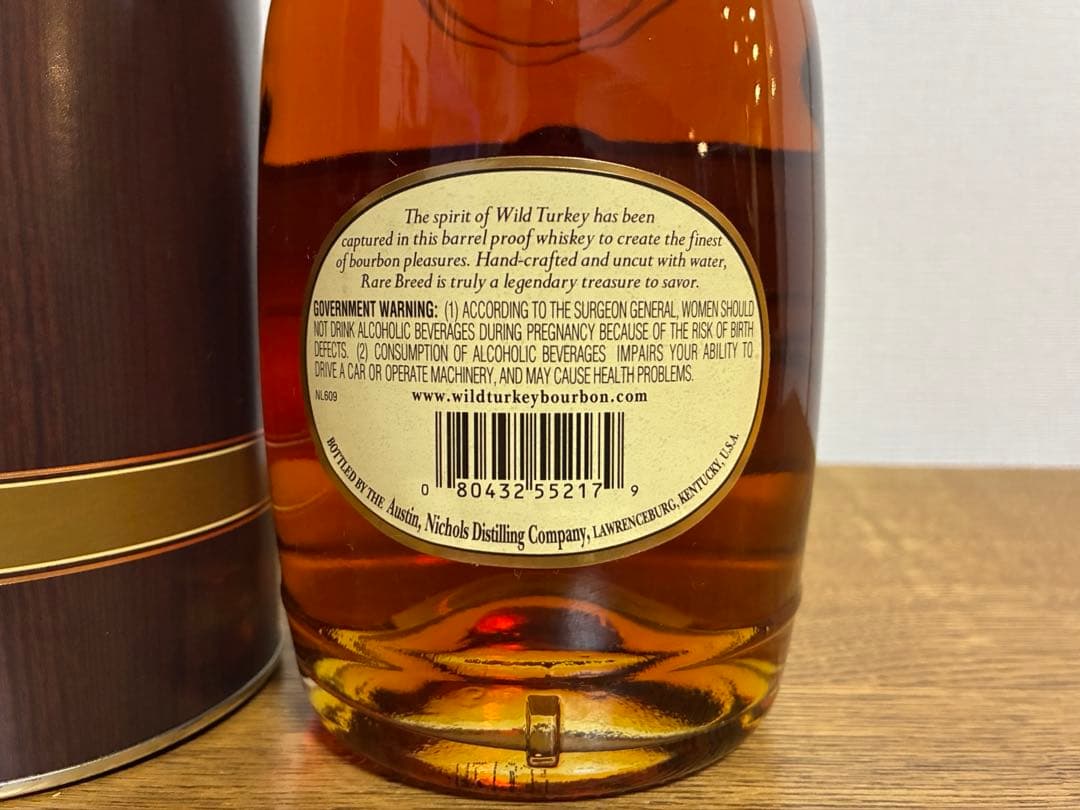 The spirit of Wild Turkey has been
captured in this barrel proof whiskey to create the finest
of bourbon pleasures. Hand-crafted and uncut with water,
Rare Breed is truly a legendary treasure to savor.
GOVERNMENT WARNING: (1) ACCORDING TO THE SURGEON GENERAL, WOMEN SHOULD
NOT DRINK ALCOHOLIC BEVERAGES DURING PREGNANCY BECAUSE OF THE RISK OF BIRTH
DEFECTS. (2) CONSUMPTION OF ALCOHOLIC BEVERAGES IMPAIRS YOUR ABILITY TO
DRIVE A CAR OR OPERATE MACHINERY, AND MAY CAUSE HEALTH PROBLEMS.
NL609
www.wildturkeybourbon.com
0 80432 55217 9
BOTTLED BY THE Austin, Nichols Distilling Company, LAWRENCEBURG, KENTUCKY, U.S.A.